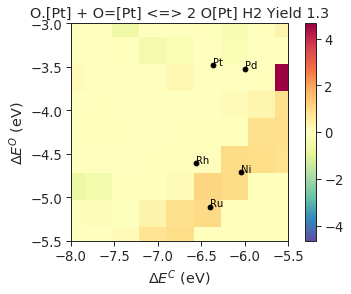 O.[Pt] + O=[Pt] <=> 2 O[Pt] H2 Yield 1.3
−3.0
−3.5
−4.0
−4.5
−5.0
−5.5
ΔE^O (eV)
Pt
Pd
Rh
Ni
Ru
−8.0 −7.5 −7.0 −6.5 −6.0 −5.5
ΔE^C (eV)
4
2
0
−2
−4